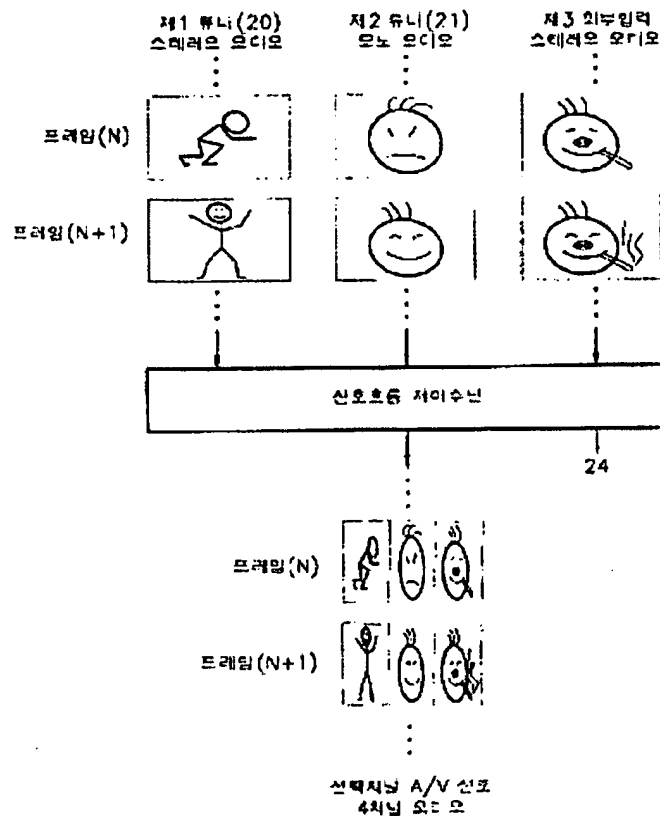 제1 튜너(20)
스테레오 오디오
제2 튜너(21)
모노 오디오
제3 외부입력
스테레오 오디오
프레임(N)
프레임(N+1)
신호흐름 제어수단
24
프레임(N)
프레임(N+1)
선택채널 A/V 신호
4채널 오디오